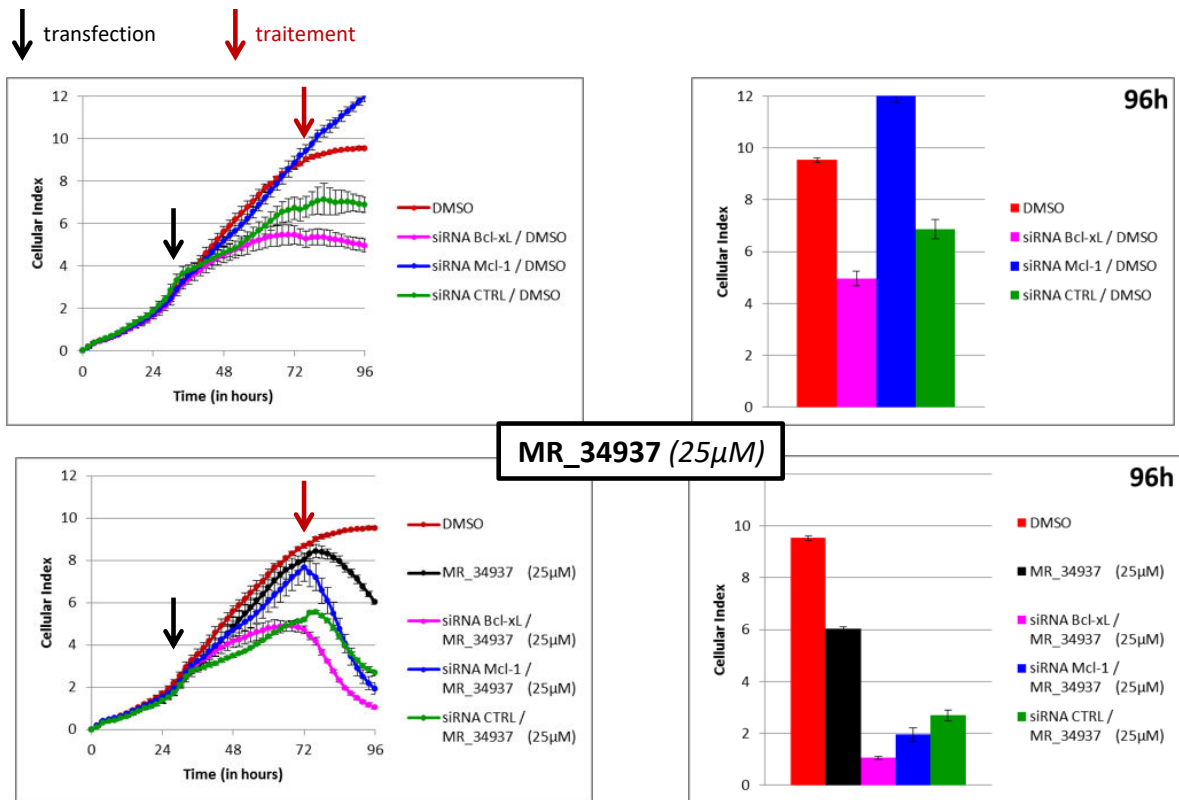 transfection
traitement
12
10
8
6
4
2
0
Cellular Index
0 24 48 72 96
Time (in hours)
DMSO
siRNA Bcl-xL / DMSO
siRNA Mcl-1 / DMSO
siRNA CTRL / DMSO
12
10
8
6
4
2
0
Cellular Index
96h
DMSO
siRNA Bcl-xL / DMSO
siRNA Mcl-1 / DMSO
siRNA CTRL / DMSO
MR_34937 (25µM)
12
10
8
6
4
2
0
Cellular Index
0 24 48 72 96
Time (in hours)
DMSO
MR_34937 (25µM)
siRNA Bcl-xL /
MR_34937 (25µM)
siRNA Mcl-1 /
MR_34937 (25µM)
siRNA CTRL /
MR_34937 (25µM)
10
8
6
4
2
0
Cellular Index
96h
DMSO
MR_34937 (25µM)
siRNA Bcl-xL
/ MR_34937 (25µM)
siRNA Mcl-1
/ MR_34937 (25µM)
siRNA CTRL
/ MR_34937 (25µM)